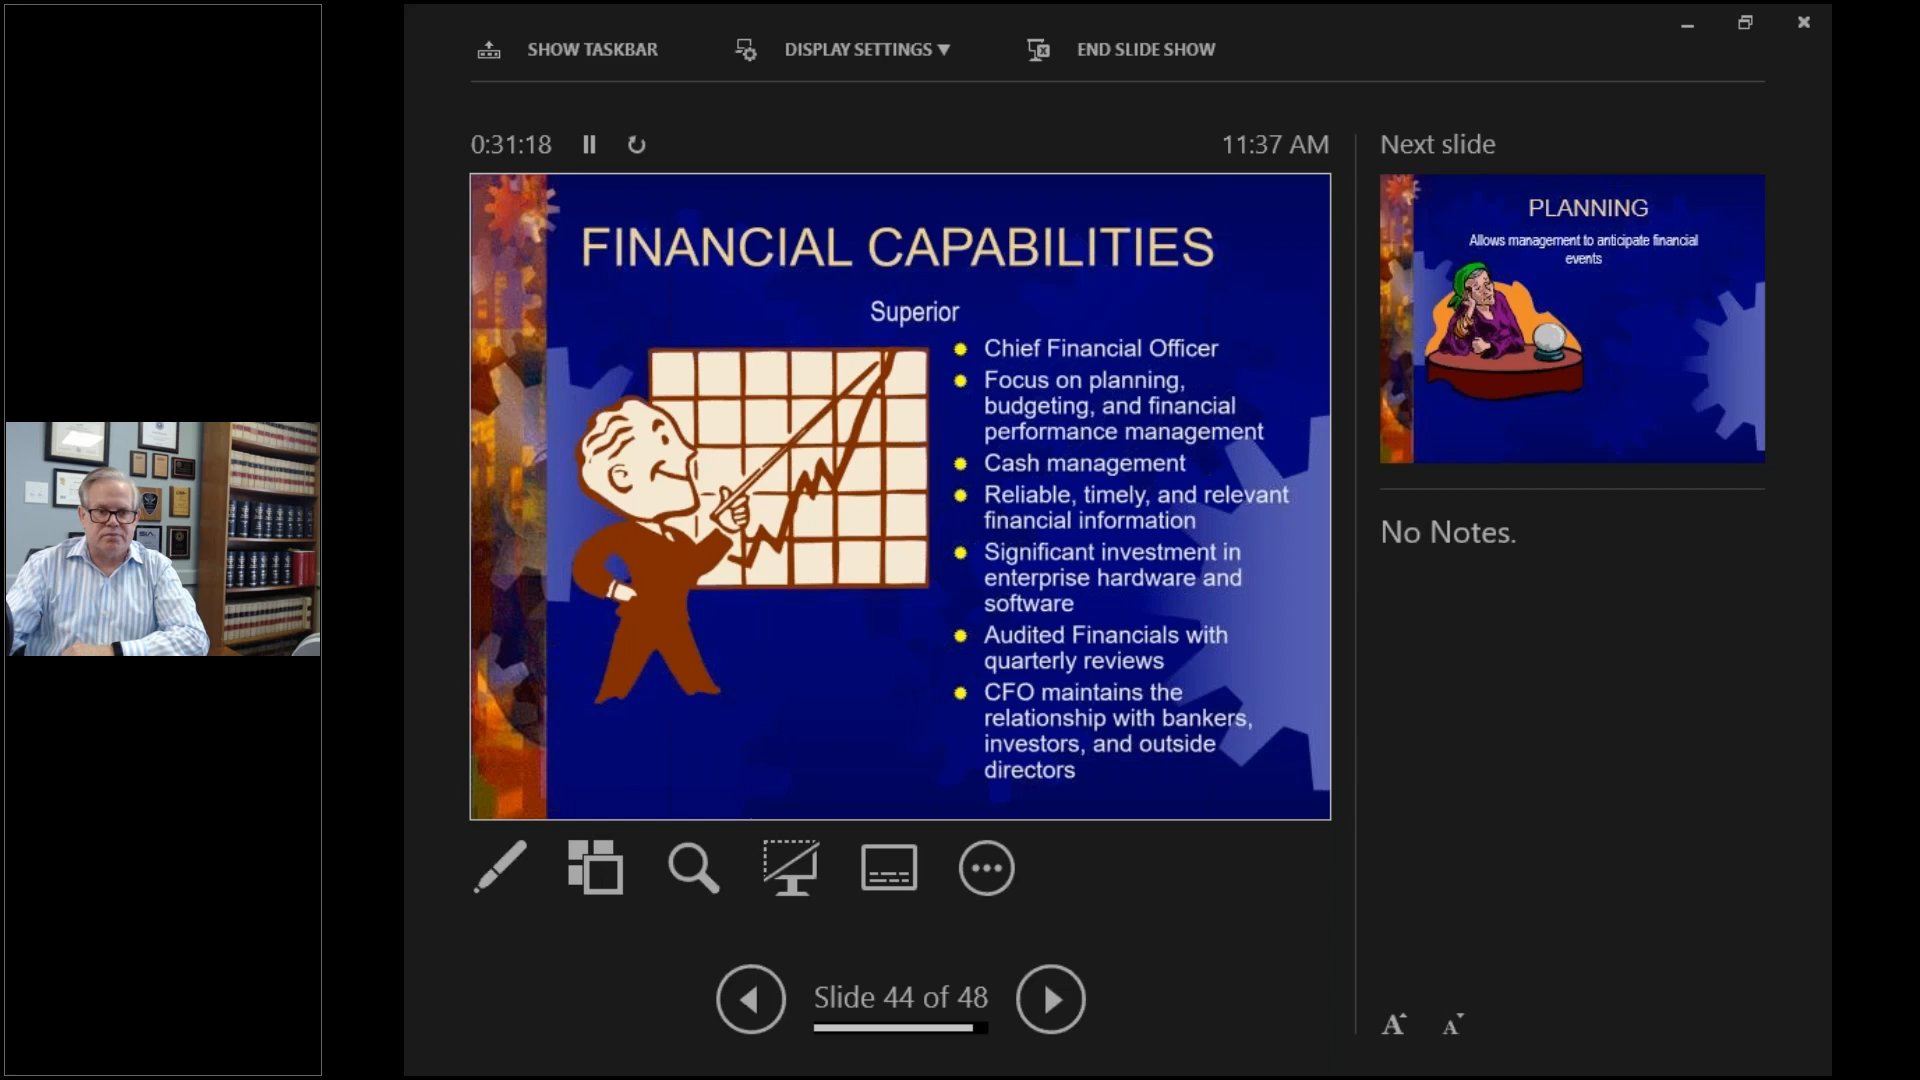 SHOW TASKBAR
DISPLAY SETTINGS ▼
END SLIDE SHOW
0:31:18
11:37 AM
Next slide
FINANCIAL CAPABILITIES
Superior
Chief Financial Officer
Focus on planning,
budgeting, and financial
performance management
Cash management
Reliable, timely, and relevant
financial information
Significant investment in
enterprise hardware and
software
Audited Financials with
quarterly reviews
CFO maintains the
relationship with bankers,
investors, and outside
directors
PLANNING
Allows management to anticipate financial
events
No Notes.
Slide 44 of 48
A A